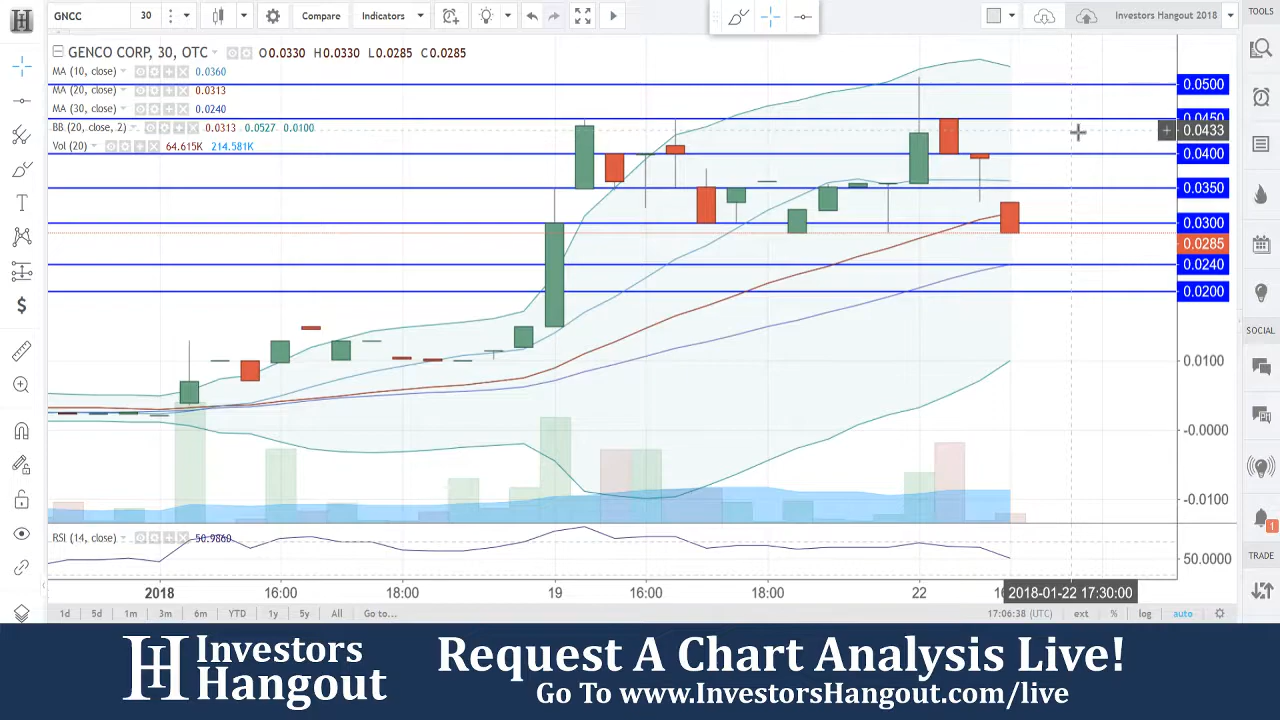 GNCC 30 Compare Indicators Investors Hangout 2018 TOOLS
GENCO CORP, 30, OTC O0.0330 H0.0330 L0.0285 C0.0285
MA (10, close) 0.0360
MA (20, close) 0.0313
MA (30, close) 0.0240
BB (20, close, 2) 0.0313 0.0527 0.0100
Vol (20) 64.615K 214.581K
0.0500
0.0450
0.0433
0.0400
0.0350
0.0300
0.0285
0.0240
0.0200
0.0100
-0.0000
-0.0100
SOCIAL
1
TRADE
RSI (14, close) 50.9860
50.0000
2018 16:00 18:00 19 16:00 18:00 22 2018-01-22 17:30:00
1d 5d 1m 3m 6m YTD 1y 5y All Go to... 17:06:38 (UTC) ext % log auto
Investors
Hangout
Request A Chart Analysis Live!
Go To www.InvestorsHangout.com/live